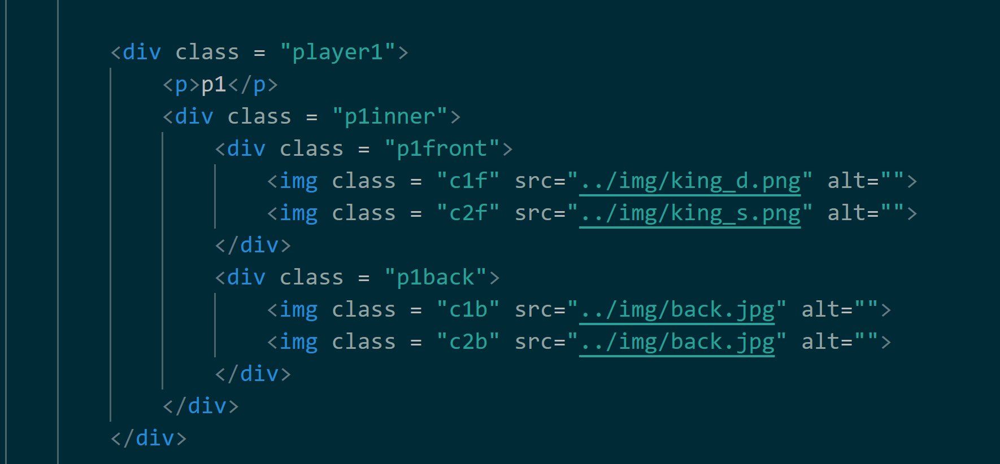 <div class = "player1">
<p>p1</p>
<div class = "p1inner">
<div class = "p1front">
<img class = "c1f" src="../img/king_d.png" alt="">
<img class = "c2f" src="../img/king_s.png" alt="">
</div>
<div class = "p1back">
<img class = "c1b" src="../img/back.jpg" alt="">
<img class = "c2b" src="../img/back.jpg" alt="">
</div>
</div>
</div>